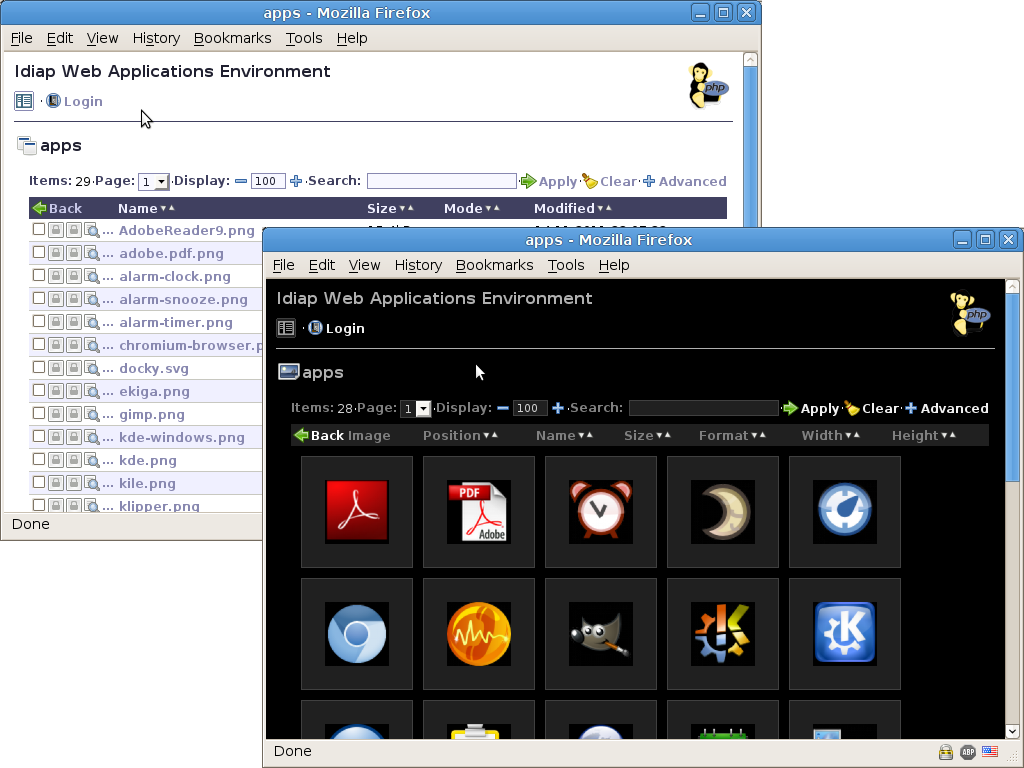 apps - Mozilla Firefox
File Edit View History Bookmarks Tools Help
Idiap Web Applications Environment
php
· Login
apps
Items: 29·Page: 1 ·Display: 100 ·Search: Apply· Clear· Advanced
Back Name▼▲ Size▼▲ Mode▼▲ Modified▼▲
... AdobeReader9.png
... adobe.pdf.png
... alarm-clock.png
... alarm-snooze.png
... alarm-timer.png
... chromium-browser.p
... docky.svg
... ekiga.png
... gimp.png
... kde-windows.png
... kde.png
... kile.png
... klipper.png
Done
apps - Mozilla Firefox
File Edit View History Bookmarks Tools Help
Idiap Web Applications Environment
php
· Login
apps
Items: 28·Page: 1 ·Display: 100 ·Search: Apply· Clear· Advanced
Back Image Position▼▲ Name▼▲ Size▼▲ Format▼▲ Width▼▲ Height▼▲
PDF
Adobe
K
Done
ABP